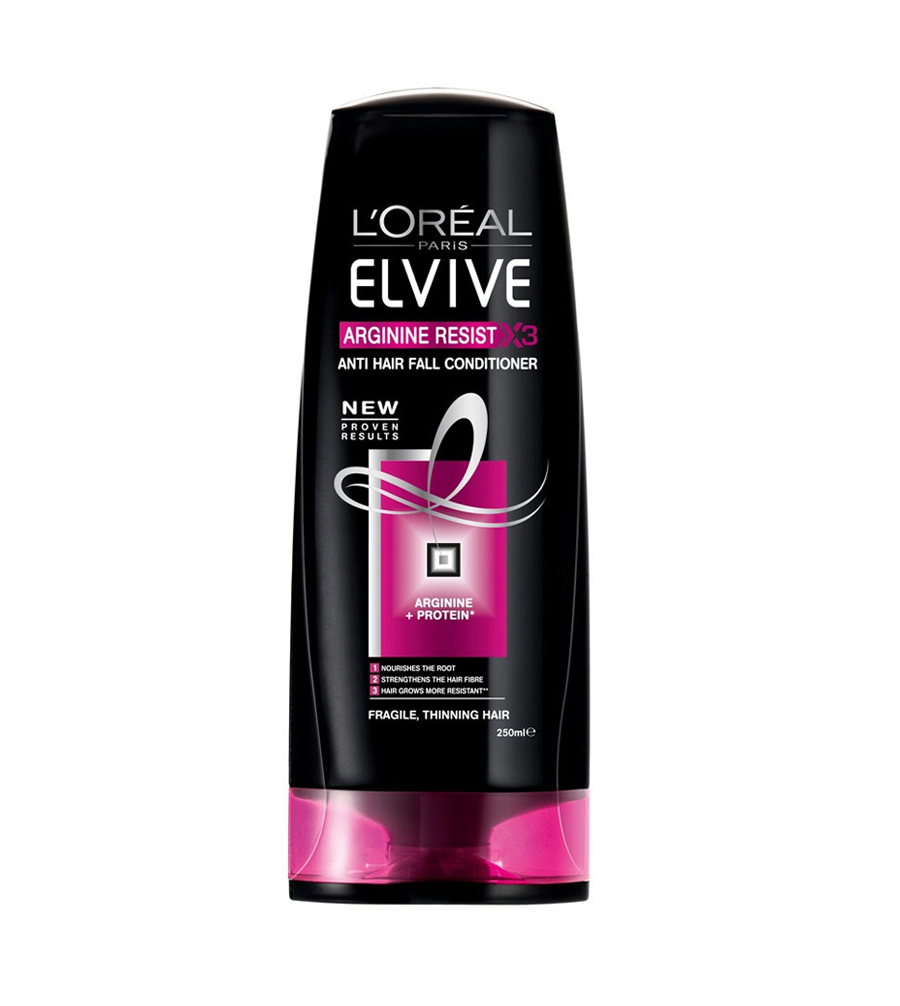 L'ORÉAL
PARiS
ELVIVE
ARGININE RESIST X3
ANTI HAIR FALL CONDITIONER
NEW
PROVEN
RESULTS
ARGININE
+ PROTEIN*
1 NOURISHES THE ROOT
2 STRENGTHENS THE HAIR FIBRE
3 HAIR GROWS MORE RESISTANT**
FRAGILE, THINNING HAIR
250ml℮